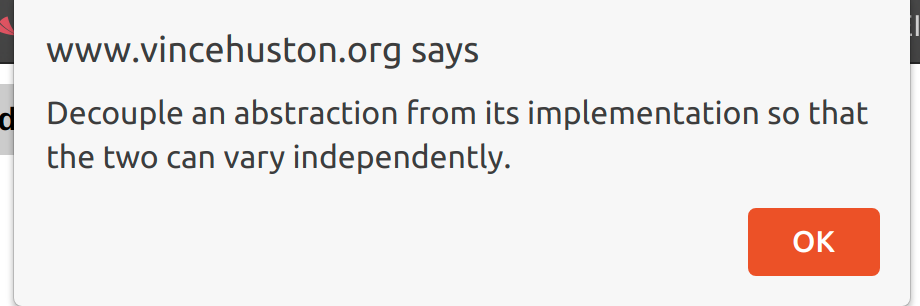 www.vincehuston.org says
Decouple an abstraction from its implementation so that
the two can vary independently.
OK